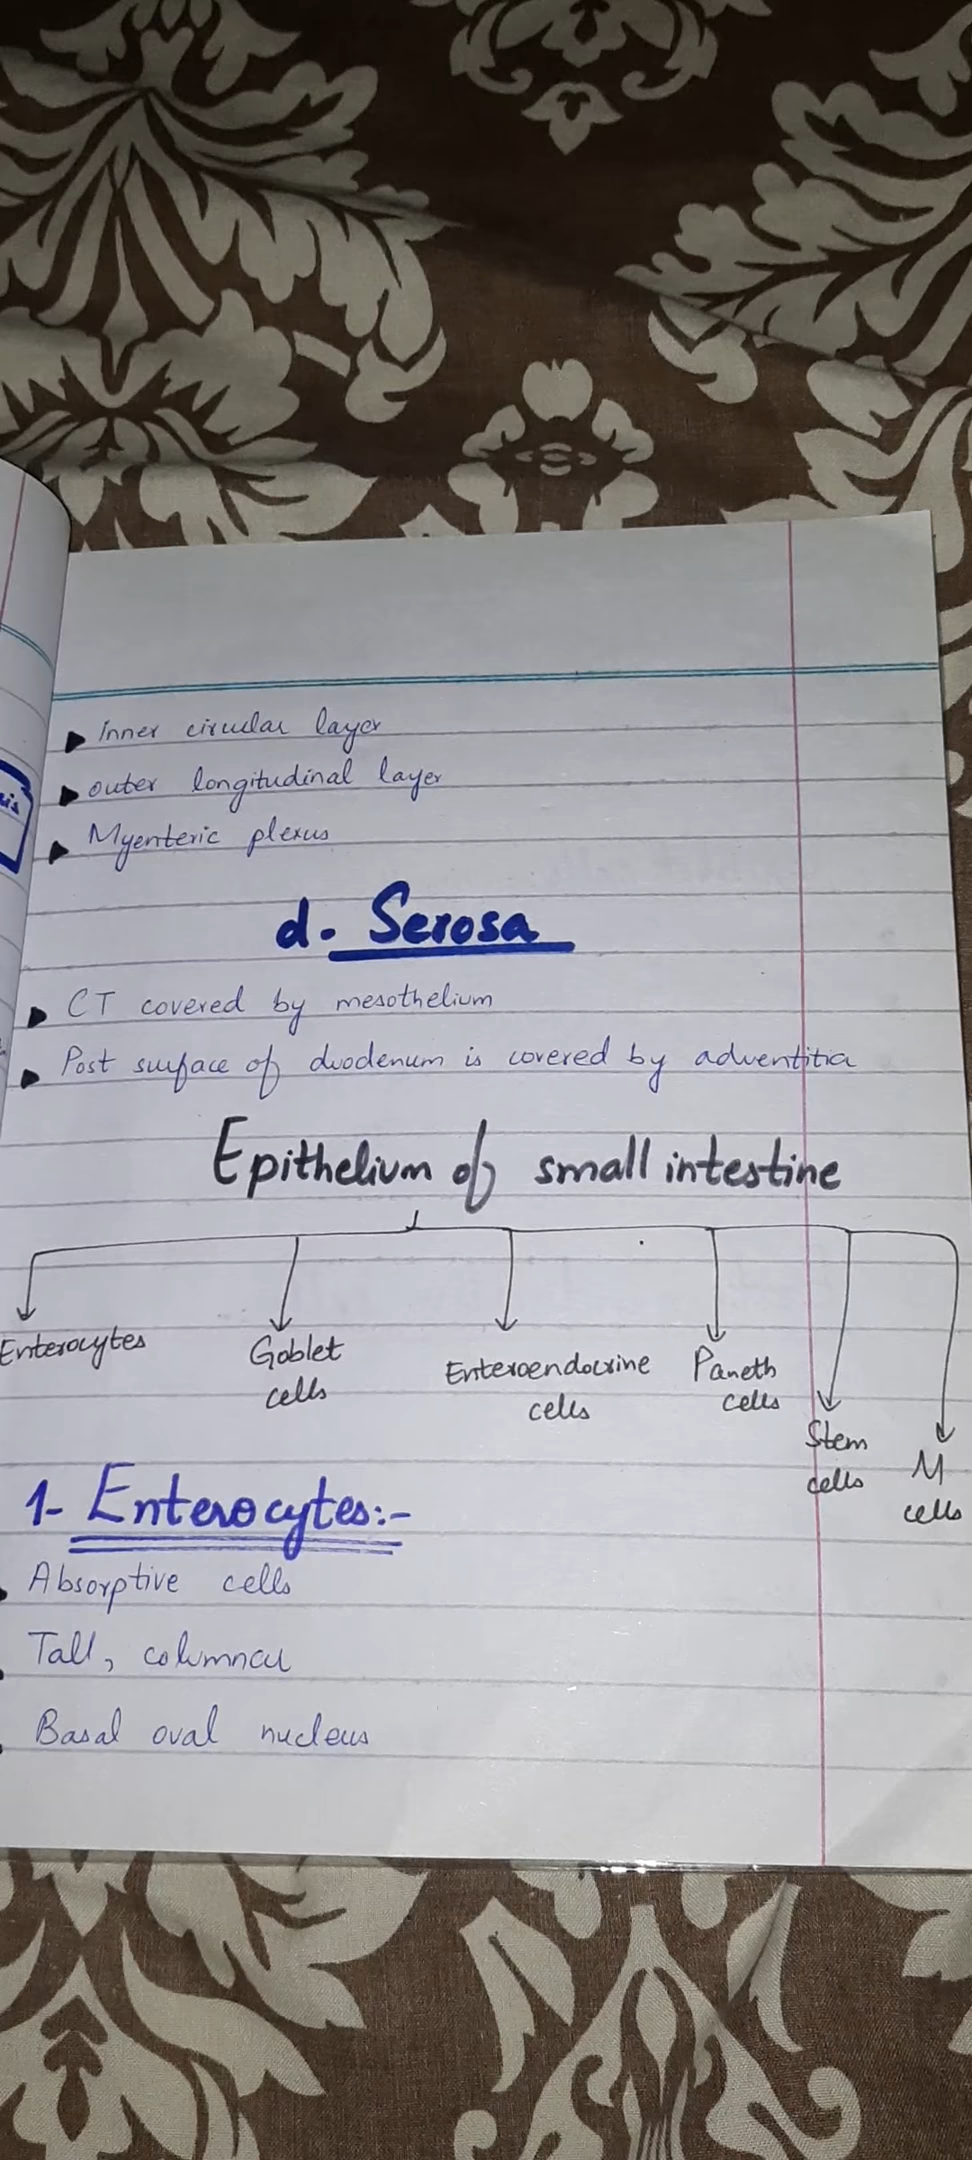 Inner circular layer
outer longitudinal layer
Myenteric plexus
d. Serosa
CT covered by mesothelium
Post surface of duodenum is covered by adventitia
Epithelium of small intestine
Enterocytes
Goblet cells
Enteroendocrine cells
Paneth cells
Stem cells
M cells
1- Enterocytes:-
Absorptive cells
Tall, columnar
Basal oval nucleus